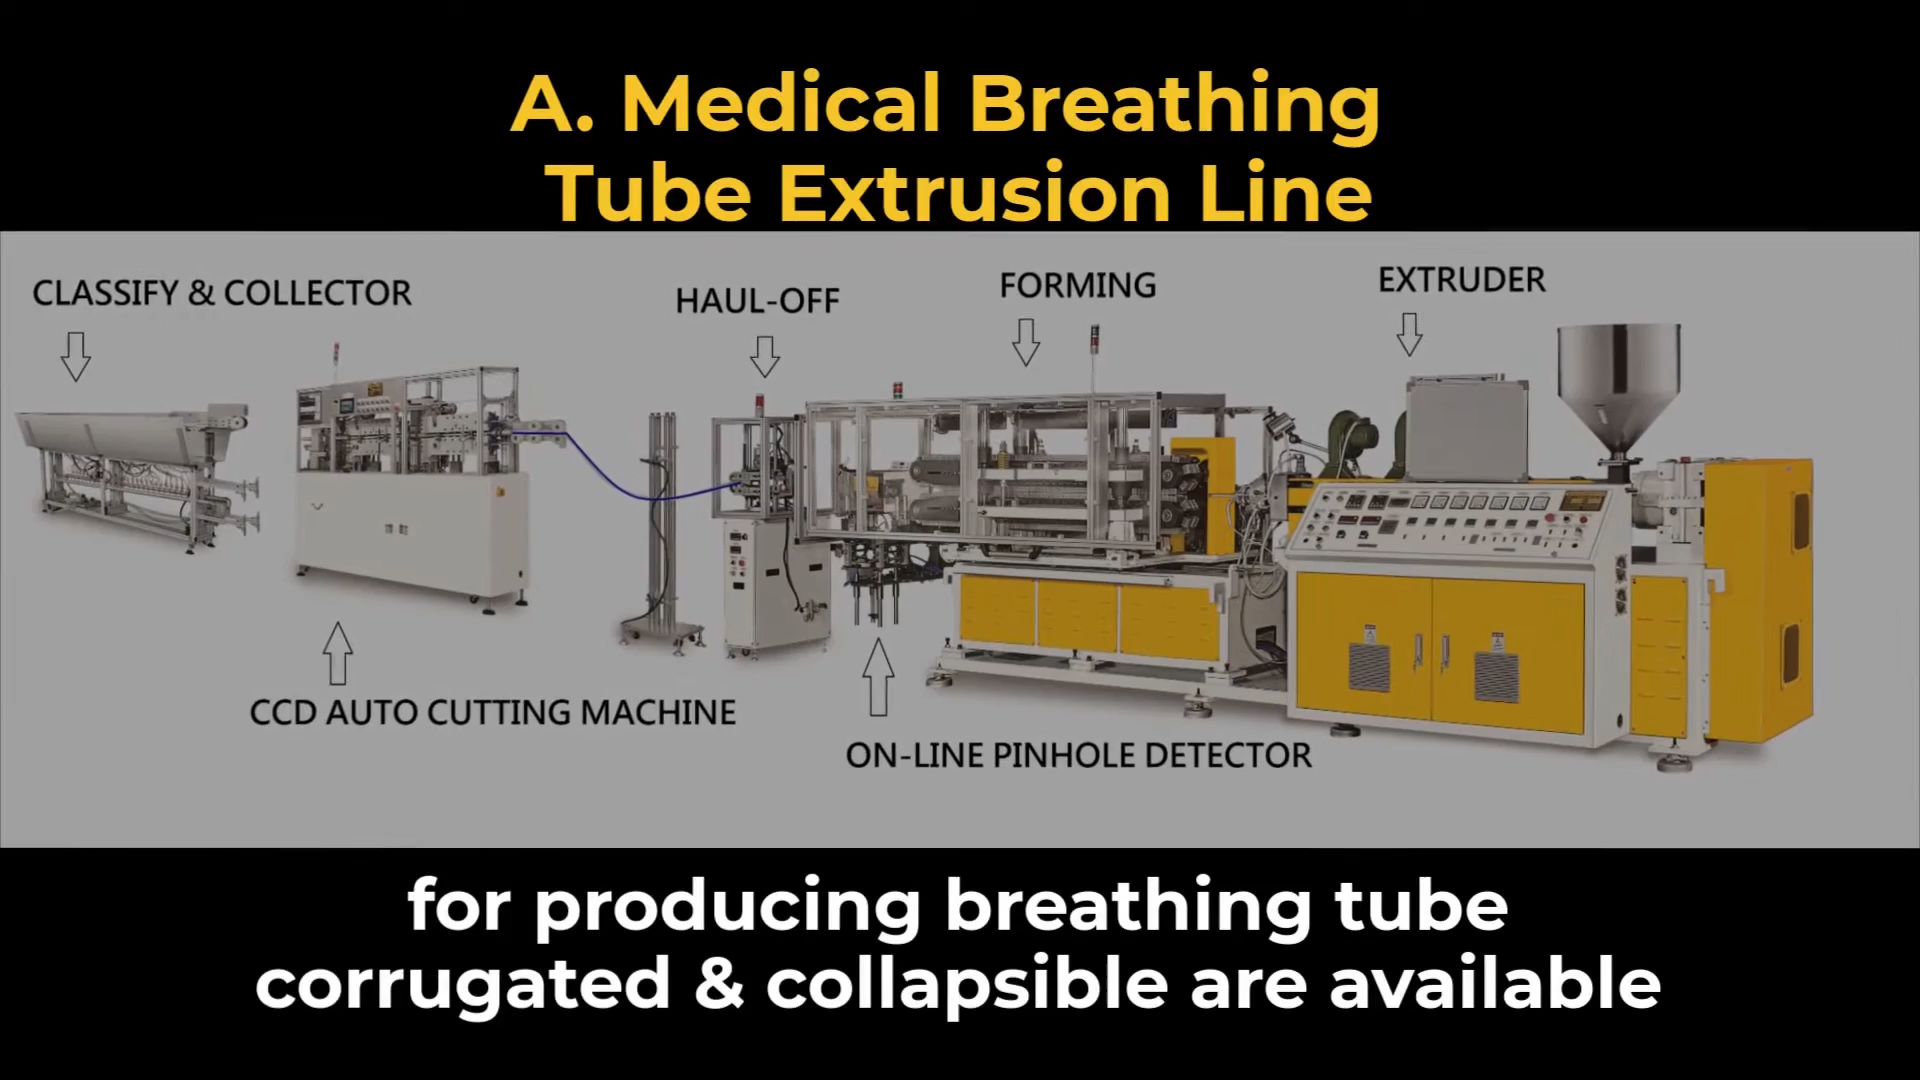 A. Medical Breathing
Tube Extrusion Line
CLASSIFY & COLLECTOR
HAUL-OFF
FORMING
EXTRUDER
CCD AUTO CUTTING MACHINE
ON-LINE PINHOLE DETECTOR
for producing breathing tube
corrugated & collapsible are available